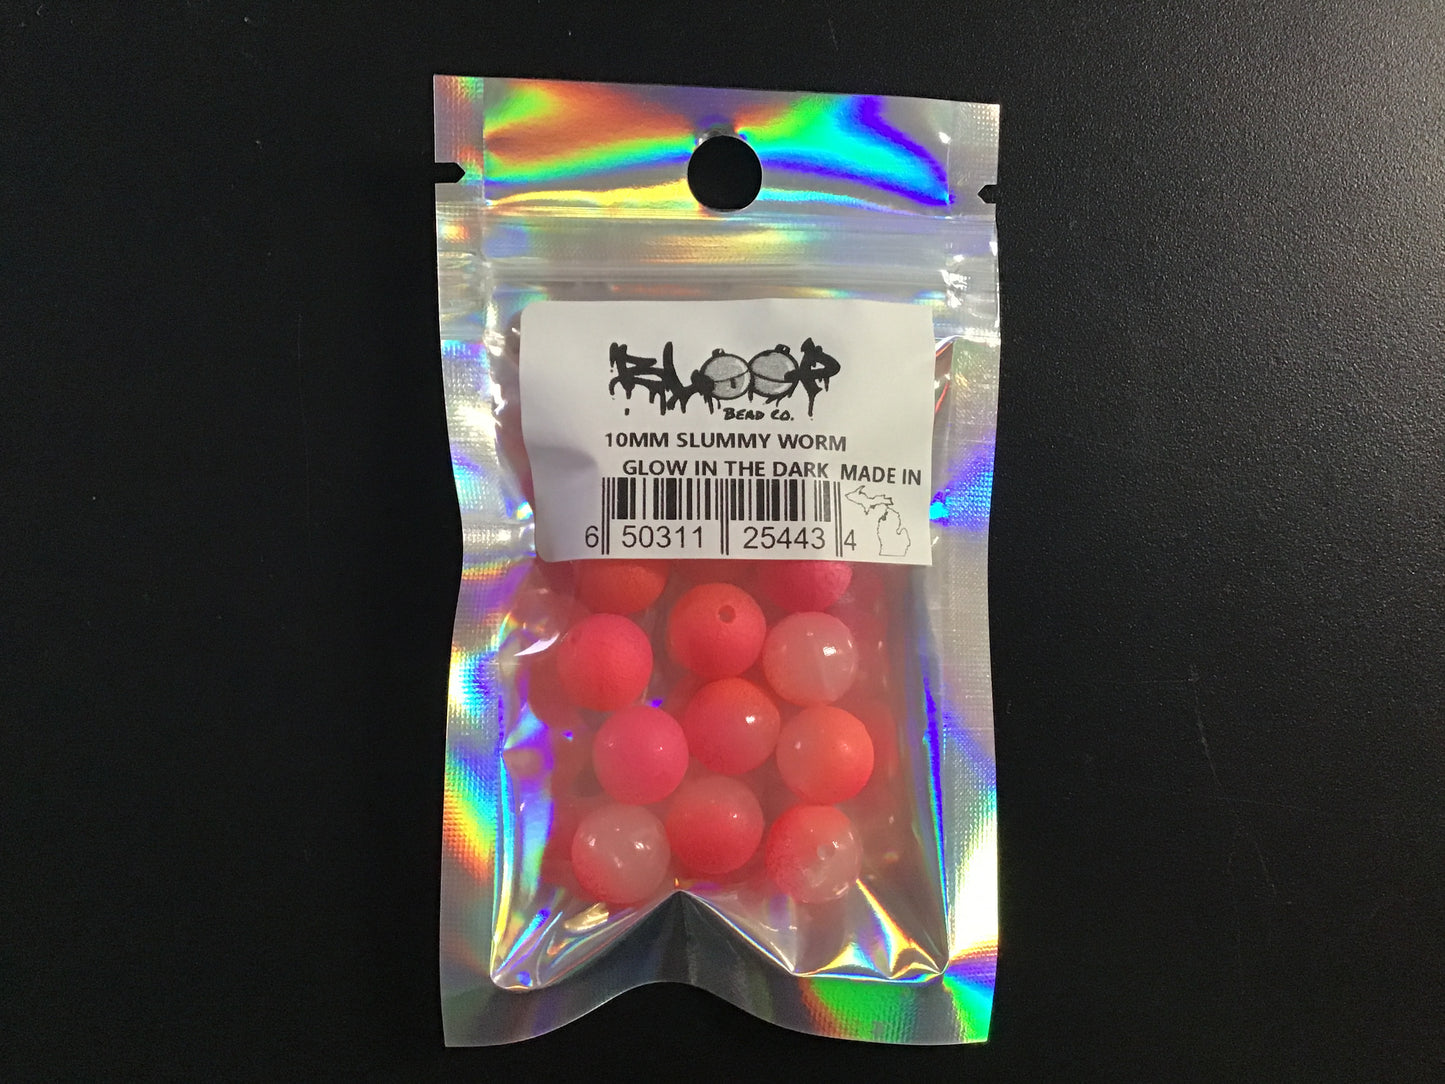 BLOOP
BEAD CO.
10MM SLUMMY WORM
GLOW IN THE DARK MADE IN
6 50311 25443 4